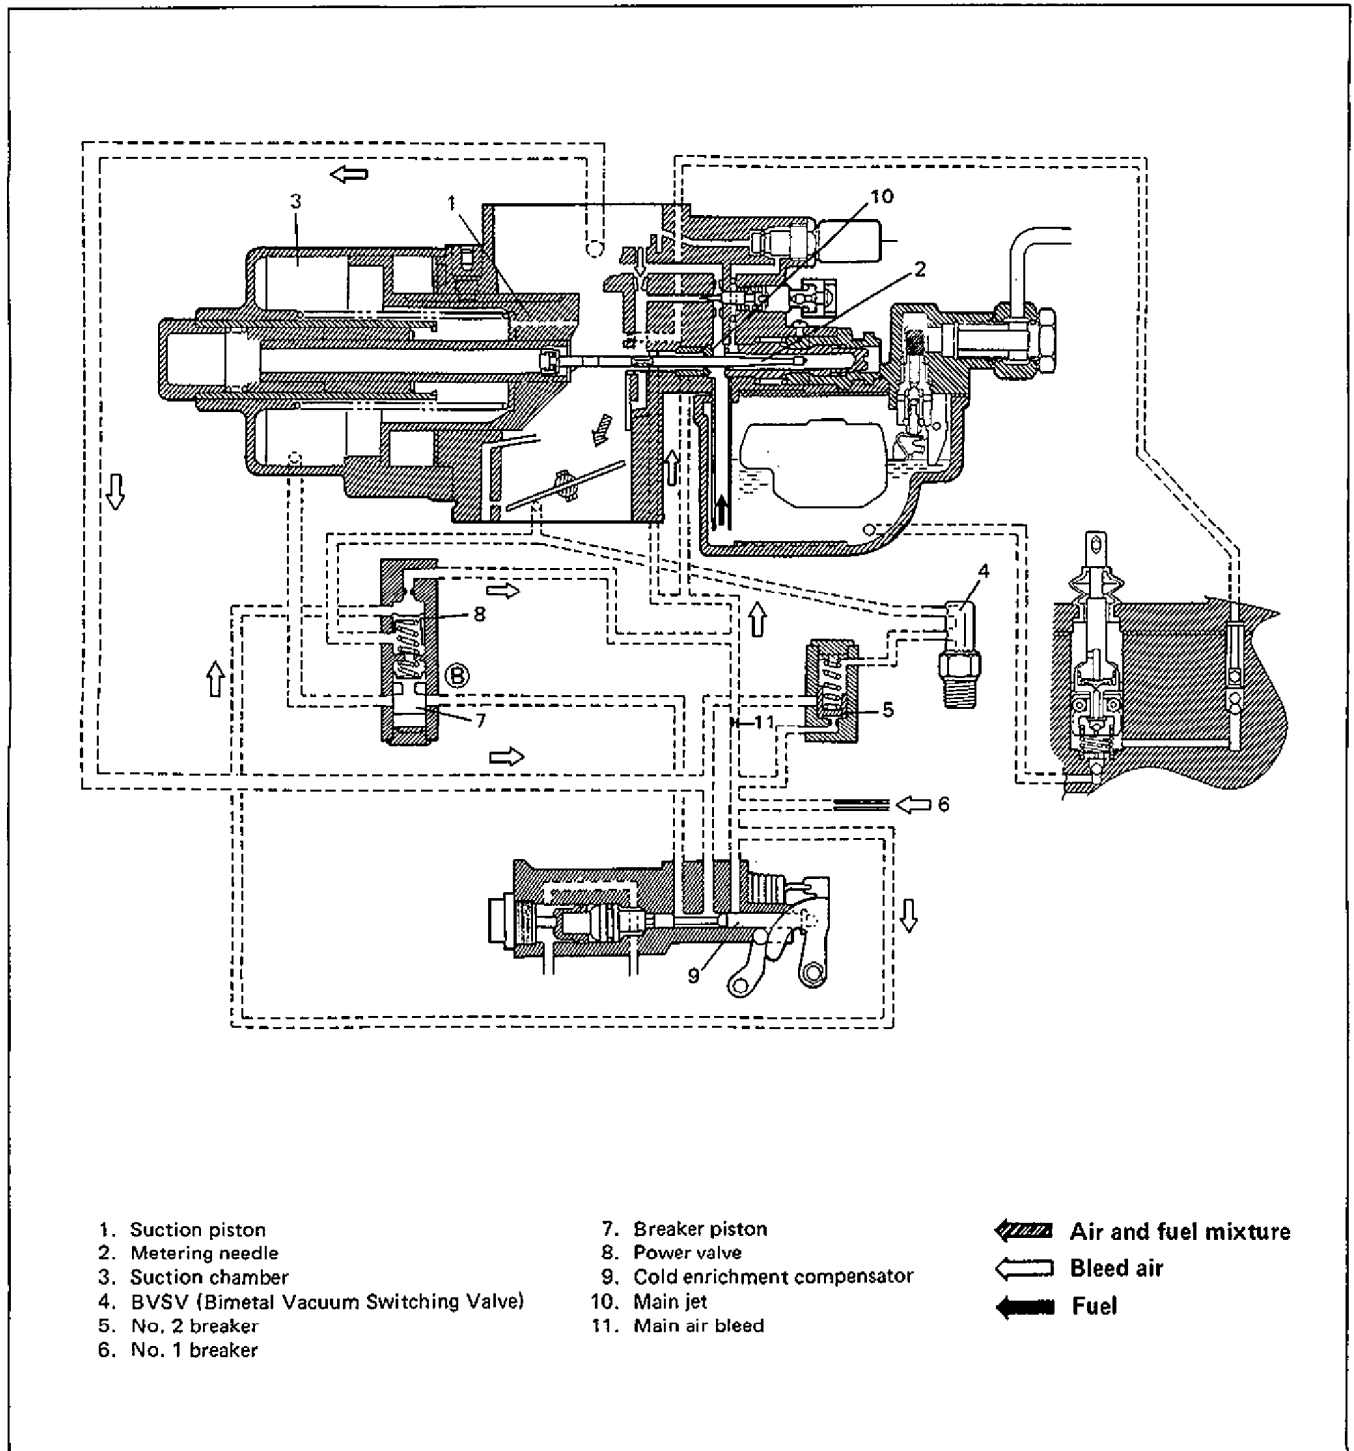 3
1
10
2
4
8
B
7
5
11
6
9
1. Suction piston
2. Metering needle
3. Suction chamber
4. BVSV (Bimetal Vacuum Switching Valve)
5. No. 2 breaker
6. No. 1 breaker
7. Breaker piston
8. Power valve
9. Cold enrichment compensator
10. Main jet
11. Main air bleed
Air and fuel mixture
Bleed air
Fuel